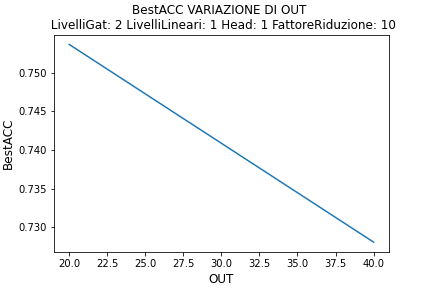 BestACC VARIAZIONE DI OUT
LivelliGat: 2 LivelliLineari: 1 Head: 1 FattoreRiduzione: 10
BestACC
0.750
0.745
0.740
0.735
0.730
20.0 22.5 25.0 27.5 30.0 32.5 35.0 37.5 40.0
OUT